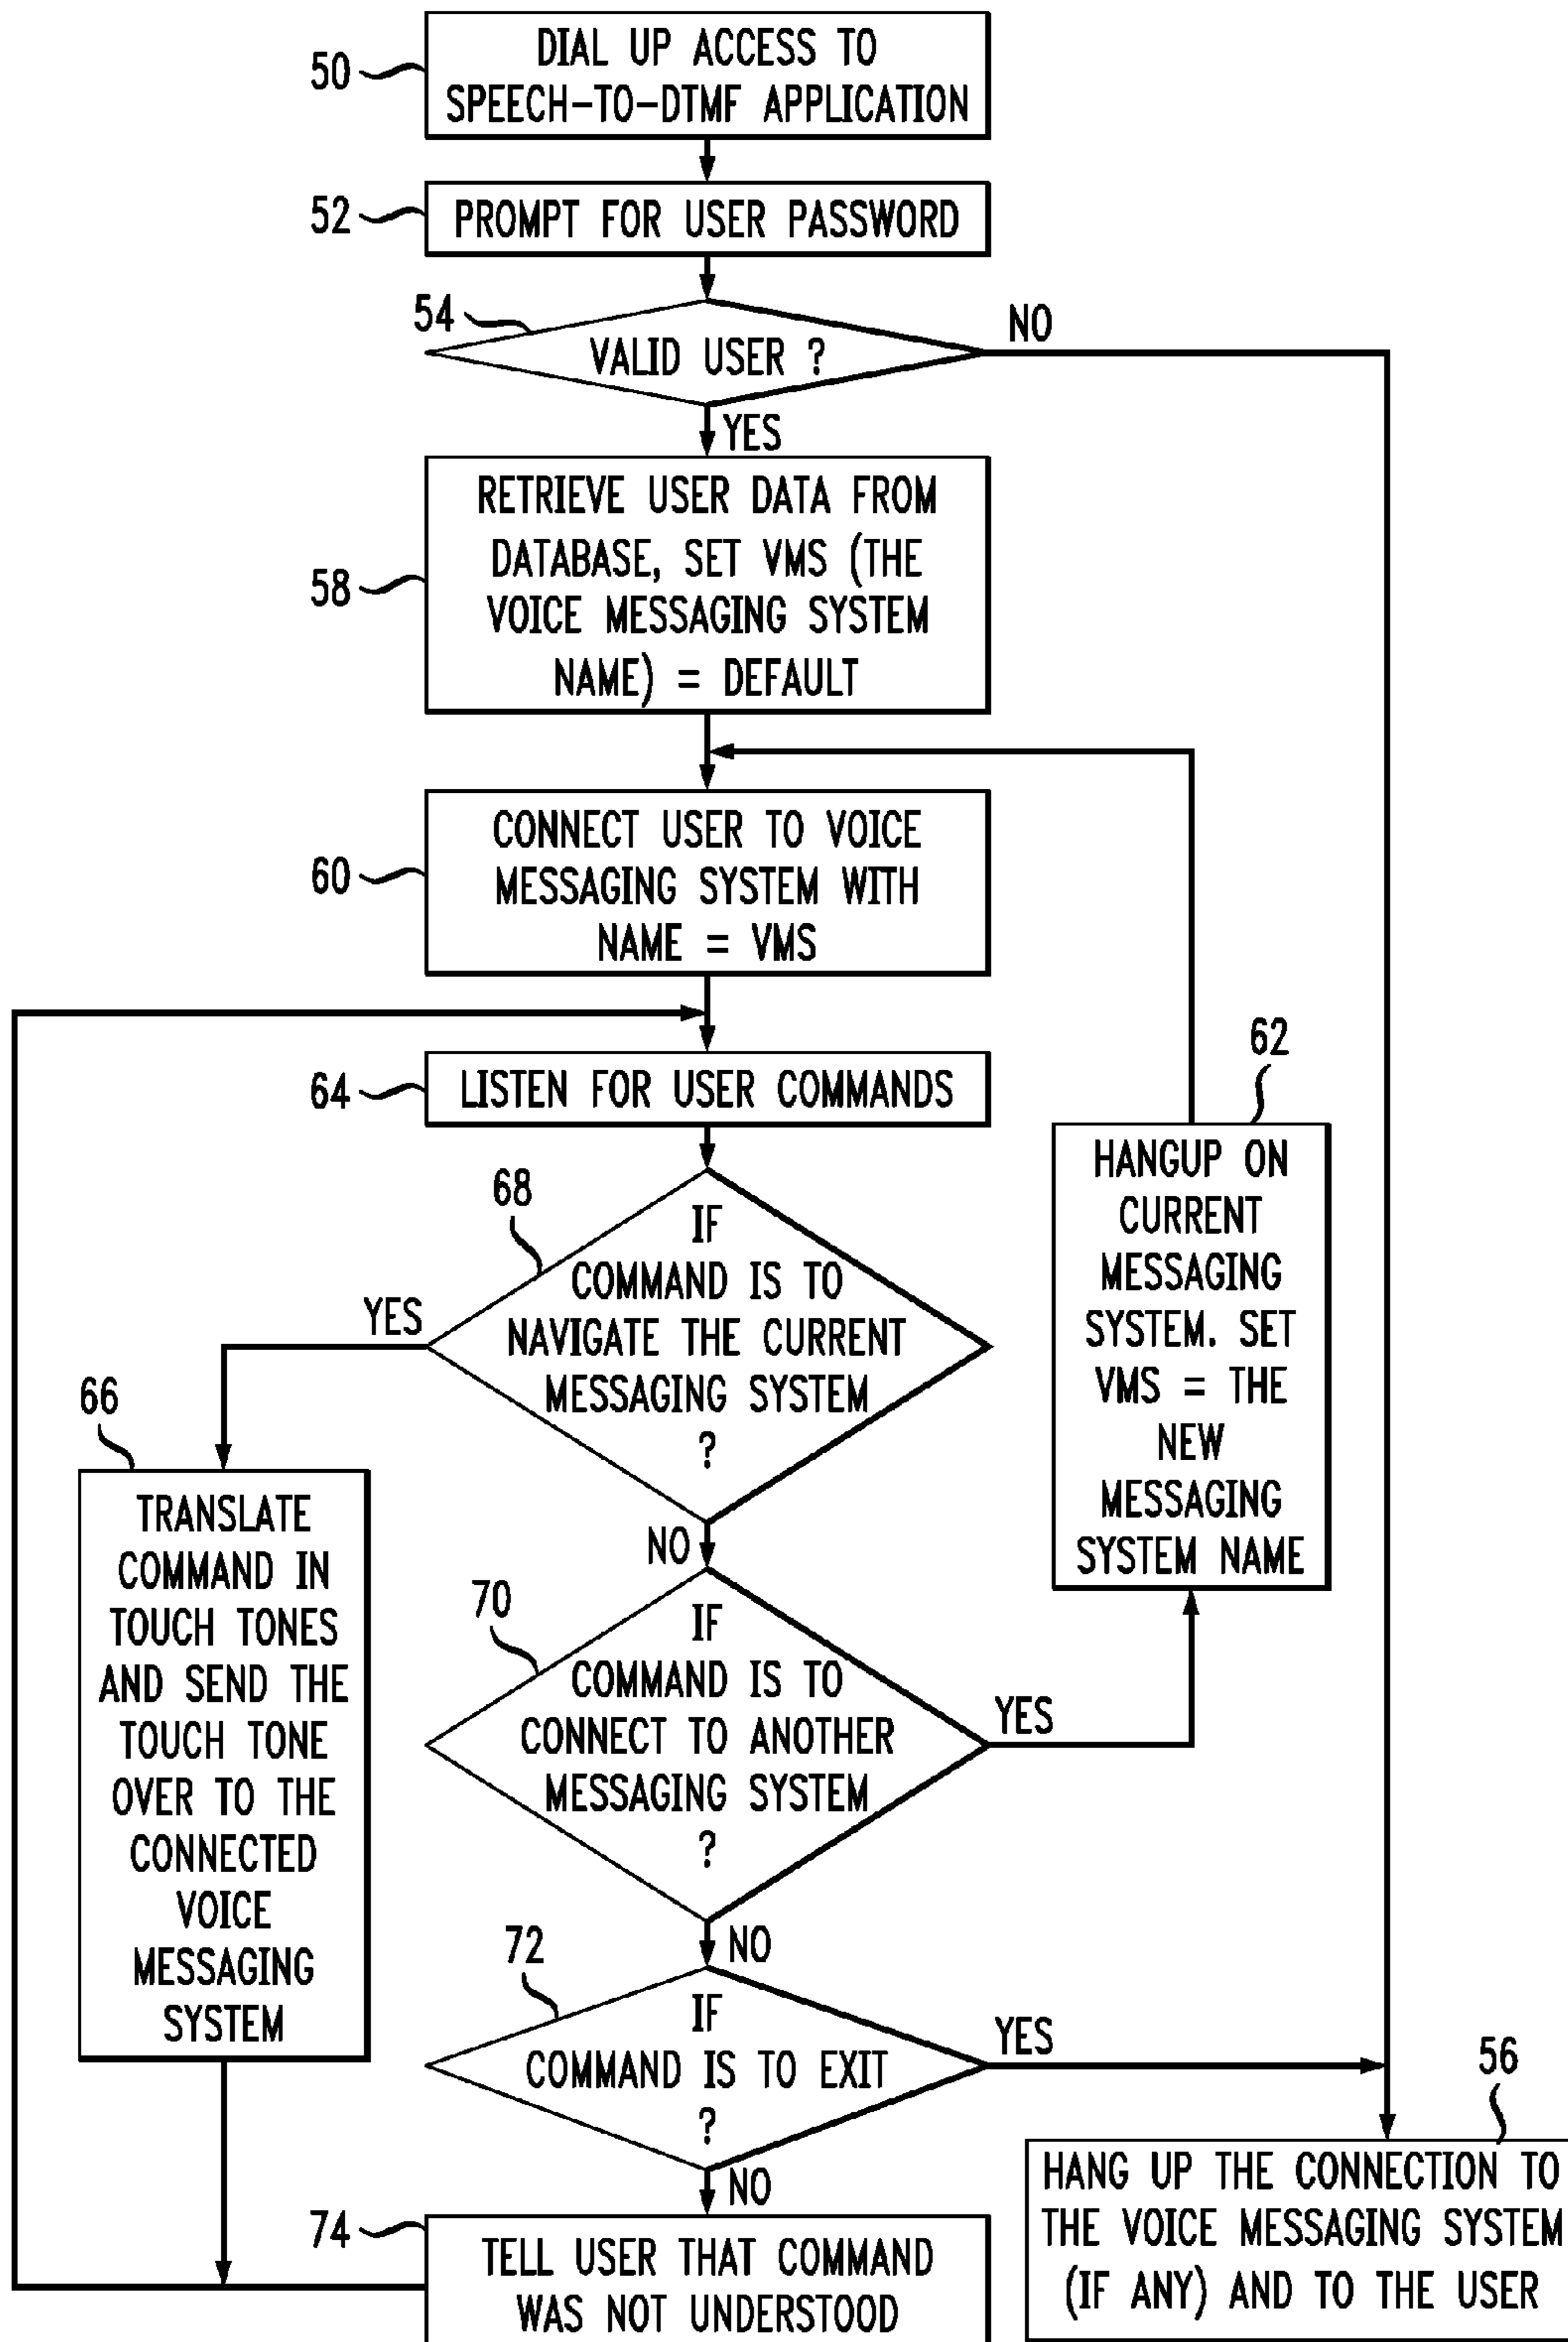 50
DIAL UP ACCESS TO
SPEECH-TO-DTMF APPLICATION
52
PROMPT FOR USER PASSWORD
54
VALID USER ?
NO
YES
58
RETRIEVE USER DATA FROM
DATABASE, SET VMS (THE
VOICE MESSAGING SYSTEM
NAME) = DEFAULT
60
CONNECT USER TO VOICE
MESSAGING SYSTEM WITH
NAME = VMS
64
LISTEN FOR USER COMMANDS
62
HANGUP ON
CURRENT
MESSAGING
SYSTEM. SET
VMS = THE
NEW
MESSAGING
SYSTEM NAME
68
IF
COMMAND IS TO
NAVIGATE THE CURRENT
MESSAGING SYSTEM
?
YES
NO
66
TRANSLATE
COMMAND IN
TOUCH TONES
AND SEND THE
TOUCH TONE
OVER TO THE
CONNECTED
VOICE
MESSAGING
SYSTEM
70
IF
COMMAND IS TO
CONNECT TO ANOTHER
MESSAGING SYSTEM
?
YES
NO
72
IF
COMMAND IS TO EXIT
?
YES
NO
56
HANG UP THE CONNECTION TO
THE VOICE MESSAGING SYSTEM
(IF ANY) AND TO THE USER
74
TELL USER THAT COMMAND
WAS NOT UNDERSTOOD